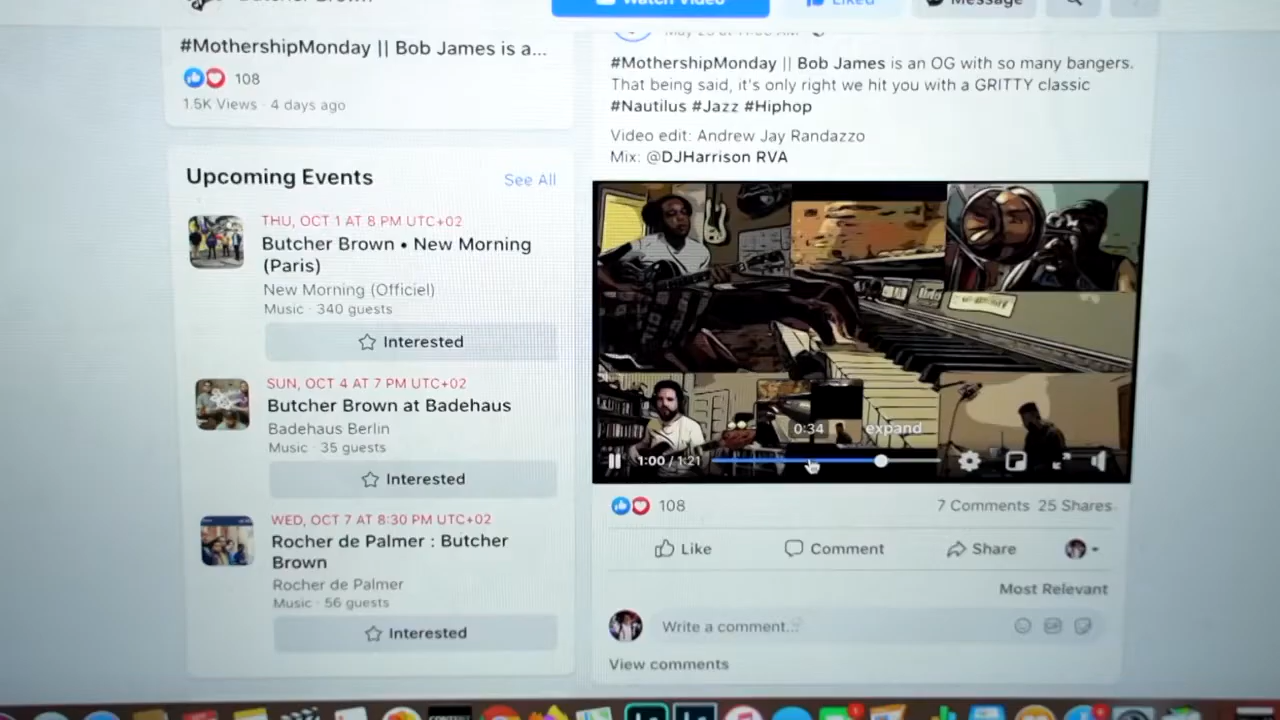 Butcher Brown
Watch Video
Liked
Message
#MothershipMonday || Bob James is a...
108
1.5K Views · 4 days ago
Upcoming Events
See All
THU, OCT 1 AT 8 PM UTC+02
Butcher Brown • New Morning
(Paris)
New Morning (Officiel)
Music · 340 guests
Interested
SUN, OCT 4 AT 7 PM UTC+02
Butcher Brown at Badehaus
Badehaus Berlin
Music · 35 guests
Interested
WED, OCT 7 AT 8:30 PM UTC+02
Rocher de Palmer : Butcher
Brown
Rocher de Palmer
Music · 56 guests
Interested
#MothershipMonday || Bob James is an OG with so many bangers.
That being said, it's only right we hit you with a GRITTY classic
#Nautilus #Jazz #Hiphop
Video edit: Andrew Jay Randazzo
Mix: @DJHarrison RVA
0:34
expand
1:00 / 1:21
108
7 Comments 25 Shares
Like
Comment
Share
Most Relevant
Write a comment...
View comments